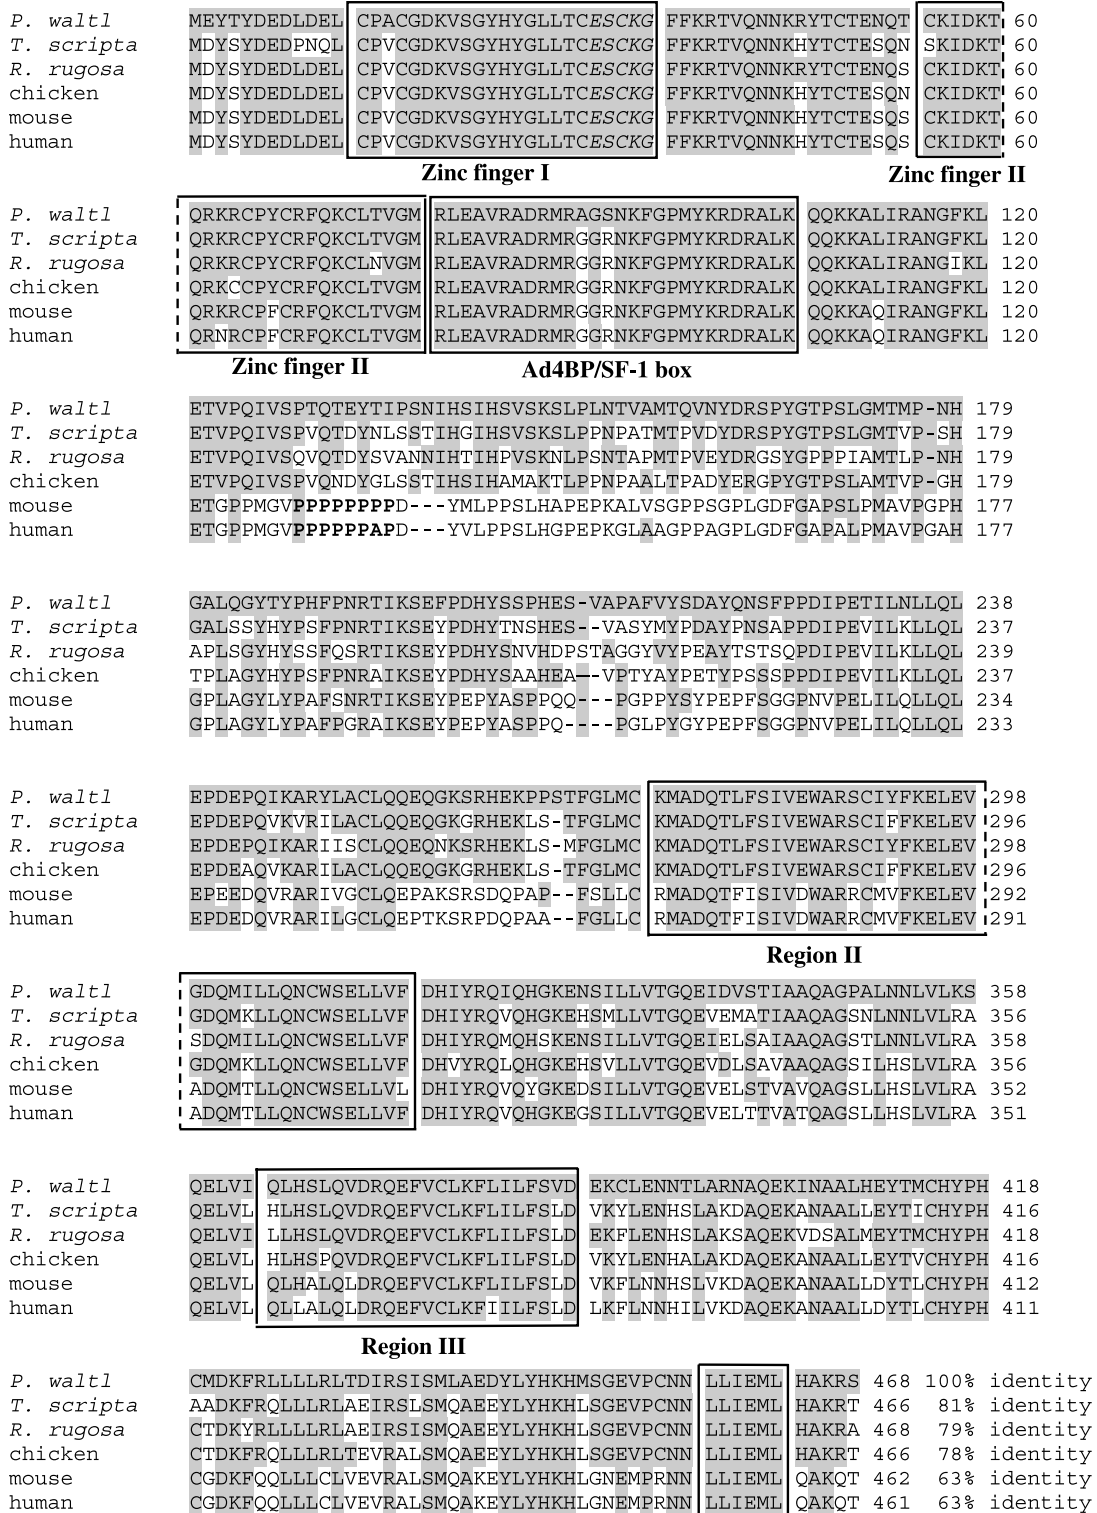 P. waltl MEYTYDEDLDEL CPACGDKVSGYHYGLLTCESCKG FFKRTVQNNKRYTCTENQT CKIDKT 60
T. scripta MDYSYDEDPNQL CPVCGDKVSGYHYGLLTCESCKG FFKRTVQNNKHYTCTESQN SKIDKT 60
R. rugosa MDYSYDEDLDEL CPVCGDKVSGYHYGLLTCESCKG FFKRTVQNNKRYTCTENQS CKIDKT 60
chicken MDYSYDEDLDEL CPVCGDKVSGYHYGLLTCESCKG FFKRTVQNNKHYTCTESQN CKIDKT 60
mouse MDYSYDEDLDEL CPVCGDKVSGYHYGLLTCESCKG FFKRTVQNNKHYTCTESQS CKIDKT 60
human MDYSYDEDLDEL CPVCGDKVSGYHYGLLTCESCKG FFKRTVQNNKHYTCTESQS CKIDKT 60
Zinc finger I Zinc finger II
P. waltl QRKRCPYCRFQKCLTVGM RLEAVRADRMRAGSNKFGPMYKRDRALK QQKKALIRANGFKL 120
T. scripta QRKRCPYCRFQKCLTVGM RLEAVRADRMRGGRNKFGPMYKRDRALK QQKKALIRANGFKL 120
R. rugosa QRKRCPYCRFQKCLNVGM RLEAVRADRMRGGRNKFGPMYKRDRALK QQKKALIRANGIKL 120
chicken QRKCCPYCRFQKCLTVGM RLEAVRADRMRGGRNKFGPMYKRDRALK QQKKALIRANGFKL 120
mouse QRKRCPFCRFQKCLTVGM RLEAVRADRMRGGRNKFGPMYKRDRALK QQKKAQIRANGFKL 120
human QRNRCPFCRFQKCLTVGM RLEAVRADRMRGGRNKFGPMYKRDRALK QQKKAQIRANGFKL 120
Zinc finger II Ad4BP/SF-1 box
P. waltl ETVPQIVSPTQTEYTIPSNIHSIHSVSKSLPLNTVAMTQVNYDRSPYGTPSLGMTMP-NH 179
T. scripta ETVPQIVSPVQTDYNLSSTIHGIHSVSKSLPPNPATMTPVDYDRSPYGTPSLGMTVP-SH 179
R. rugosa ETVPQIVSQVQTDYSVANNIHTIHPVSKNLPSNTAPMTPVEYDRGSYGPPPIAMTLP-NH 179
chicken ETVPQIVSPVQNDYGLSSTIHSIHAMAKTLPPNPAALTPADYERGPYGTPSLAMTVP-GH 179
mouse ETGPPMGVPPPPPPPPD---YMLPPSLHAPEPKALVSGPPSGPLGDFGAPSLPMAVPGPH 177
human ETGPPMGVPPPPPPAPD---YVLPPSLHGPEPKGLAAGPPAGPLGDFGAPALPMAVPGAH 177
P. waltl GALQGYTYPHFPNRTIKSEFPDHYSSPHES-VAPAFVYSDAYQNSFPPDIPETILNLLQL 238
T. scripta GALSSYHYPSFPNRTIKSEYPDHYTNSHES--VASYMYPDAYPNSAPPDIPEVILKLLQL 237
R. rugosa APLSGYHYSSFQSRTIKSEYPDHYSNVHDPSTAGGYVYPEAYTSTSQPDIPEVILKLLQL 239
chicken TPLAGYHYPSFPNRAIKSEYPDHYSAAHEA--VPTYAYPETYPSSSPPDIPEVILKLLQL 237
mouse GPLAGYLYPAFSNRTIKSEYPEPYASPPQQ---PGPPYSYPEPFSGGPNVPELILQLLQL 234
human GPLAGYLYPAFPGRAIKSEYPEPYASPPQ----PGLPYGYPEPFSGGPNVPELILQLLQL 233
P. waltl EPDEPQIKARYLACLQQEQGKSRHEKPPSTFGLMC KMADQTLFSIVEWARSCIYFKELEV 298
T. scripta EPDEPQVKVRILACLQQEQGKGRHEKLS-TFGLMC KMADQTLFSIVEWARSCIFFKELEV 296
R. rugosa EPDEPQIKARIISCLQQEQNKSRHEKLS-MFGLMC KMADQTLFSIVEWARSCIYFKELEV 298
chicken EPDEAQVKARILACLQQEQGKGRHEKLS-TFGLMC KMADQTLFSIVEWARSCIFFKELEV 296
mouse EPEEDQVRARIVGCLQEPAKSRSDQPAP--FSLLC RMADQTFISIVDWARRCMVFKELEV 292
human EPDEDQVRARILGCLQEPTKSRPDQPAA--FGLLC RMADQTFISIVDWARRCMVFKELEV 291
Region II
P. waltl GDQMILLQNCWSELLVF DHIYRQIQHGKENSILLVTGQEIDVSTIAAQAGPALNNLVLKS 358
T. scripta GDQMKLLQNCWSELLVF DHIYRQVQHGKEHSMLLVTGQEVEMATIAAQAGSNLNNLVLRA 356
R. rugosa SDQMILLQNCWSELLVF DHIYRQMQHSKENSILLVTGQEIELSAIAAQAGSTLNNLVLRA 358
chicken GDQMKLLQNCWSELLVF DHVYRQLQHGKEHSVLLVTGQEVDLSAVAAQAGSILHSLVLRA 356
mouse ADQMTLLQNCWSELLVL DHIYRQVQYGKEDSILLVTGQEVELSTVAVQAGSLLHSLVLRA 352
human ADQMTLLQNCWSELLVF DHIYRQVQHGKEGSILLVTGQEVELTTVATQAGSLLHSLVLRA 351
P. waltl QELVI QLHSLQVDRQEFVCLKFLILFSVD EKCLENNTLARNAQEKINAALHEYTMCHYPH 418
T. scripta QELVL HLHSLQVDRQEFVCLKFLILFSLD VKYLENHSLAKDAQEKANAALLEYTICHYPH 416
R. rugosa QELVI LLHSLQVDRQEFVCLKFLILFSLD EKFLENHSLAKSAQEKVDSALMEYTMCHYPH 418
chicken QELVL HLHSPQVDRQEFVCLKFLILFSLD VKYLENHALAKDAQEKANAALLEYTVCHYPH 416
mouse QELVL QLHALQLDRQEFVCLKFLILFSLD VKFLNNHSLVKDAQEKANAALLDYTLCHYPH 412
human QELVL QLLALQLDRQEFVCLKFIILFSLD LKFLNNHILVKDAQEKANAALLDYTLCHYPH 411
Region III
P. waltl CMDKFRLLLLRLTDIRSISMLAEDYLYHKHMSGEVPCNN LLIEML HAKRS 468 100% identity
T. scripta AADKFRQLLLRLAEIRSLSMQAEEYLYHKHLSGEVPCNN LLIEML HAKRT 466 81% identity
R. rugosa CTDKYRLLLLRLAEIRSISMQAEEYLYHKHLSGEVPCNN LLIEML HAKRA 468 79% identity
chicken CTDKFRQLLLRLTEVRALSMQAEEYLYHKHLSGEVPCNN LLIEML HAKRT 466 78% identity
mouse CGDKFQQLLLCLVEVRALSMQAKEYLYHKHLGNEMPRNN LLIEML QAKQT 462 63% identity
human CGDKFQQLLLCLVEVRALSMQAKEYLYHKHLGNEMPRNN LLIEML QAKQT 461 63% identity